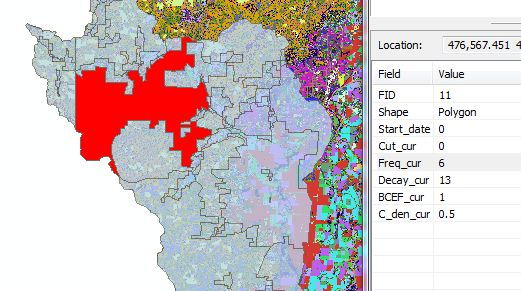 Location: 476,567.451 4
Field Value
FID 11
Shape Polygon
Start_date 0
Cut_cur 0
Freq_cur 6
Decay_cur 13
BCEF_cur 1
C_den_cur 0.5